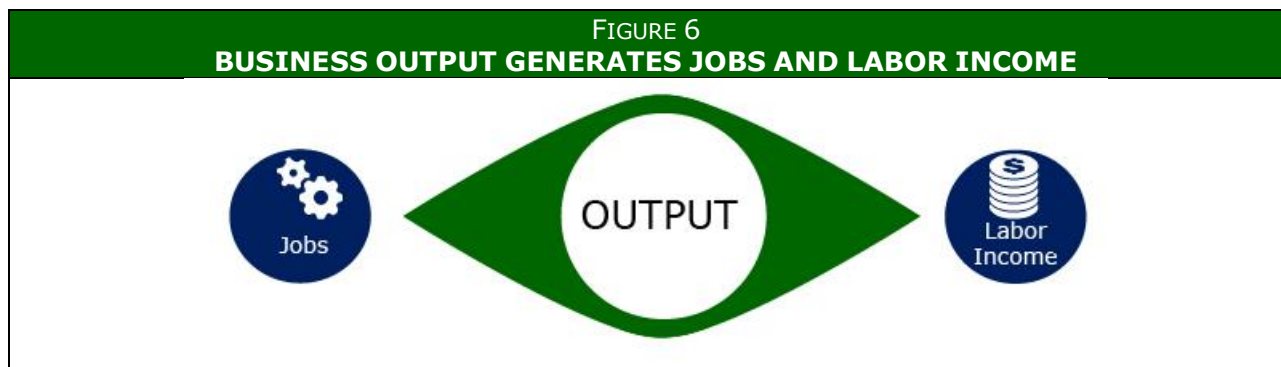 FIGURE 6
BUSINESS OUTPUT GENERATES JOBS AND LABOR INCOME
Jobs
OUTPUT
$
Labor
Income